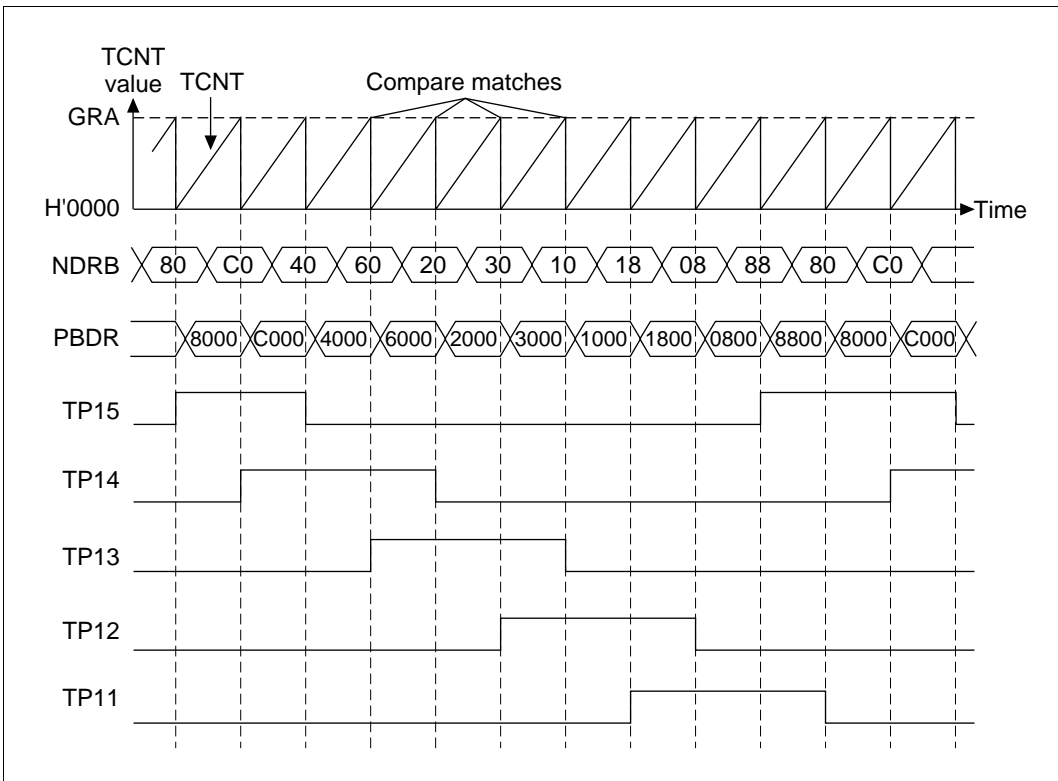 TCNT
value
TCNT
Compare matches
GRA
H'0000
Time
NDRB 80 C0 40 60 20 30 10 18 08 88 80 C0
PBDR 8000 C000 4000 6000 2000 3000 1000 1800 0800 8800 8000 C000
TP15
TP14
TP13
TP12
TP11